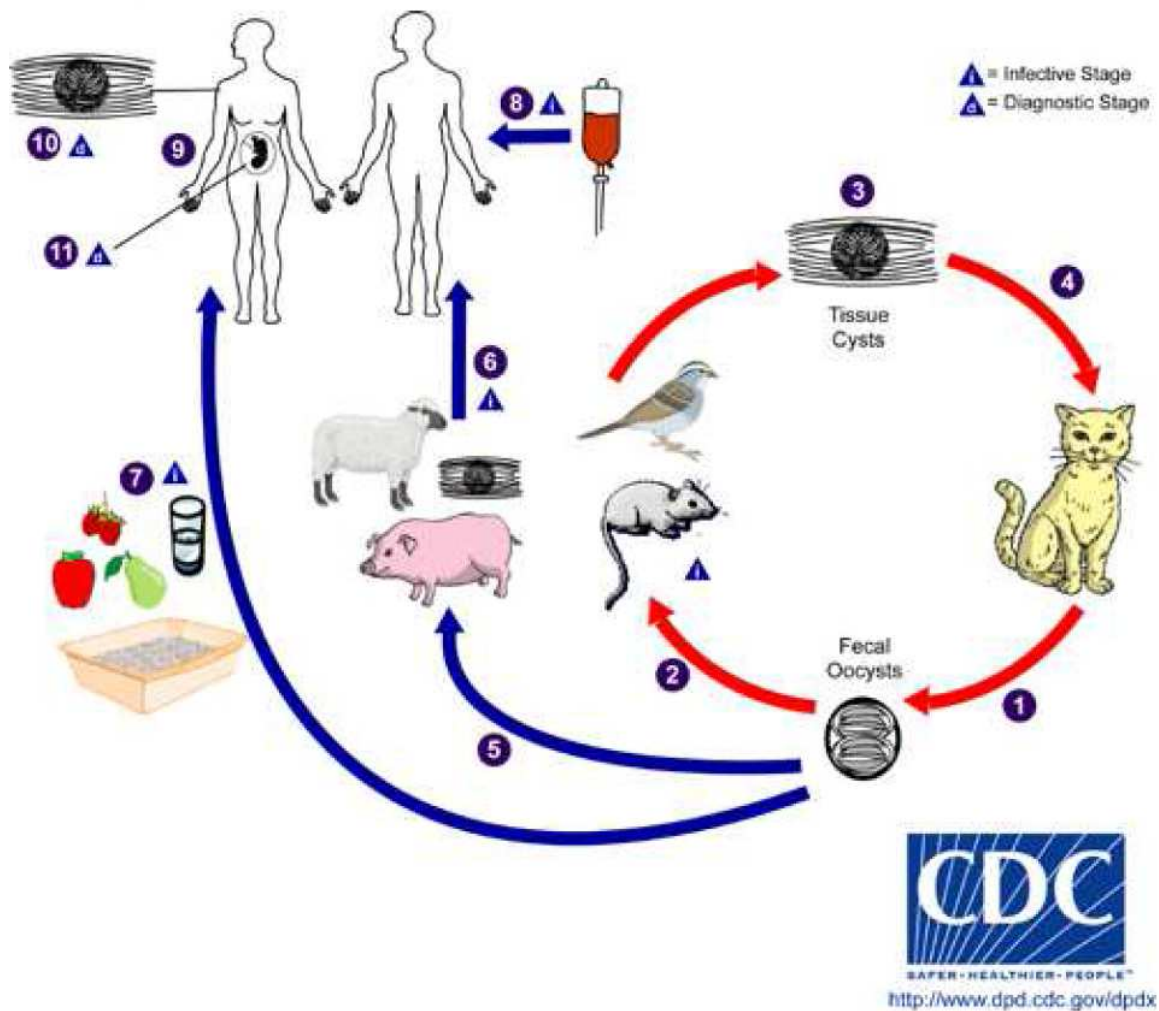 10 d
9
8 i
i = Infective Stage
d = Diagnostic Stage
11 d
3
Tissue
Cysts
4
6
i
7 i
i
Fecal
Oocysts
2
1
5
CDC
SAFER•HEALTHIER•PEOPLE™
http://www.dpd.cdc.gov/dpdx